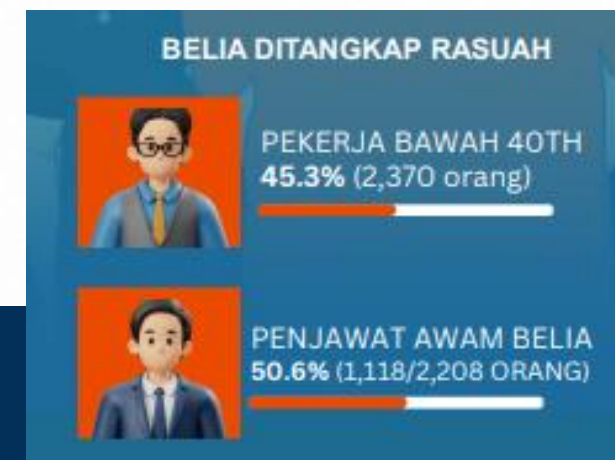 BELIA DITANGKAP RASUAH
PEKERJA BAWAH 40TH
45.3% (2,370 orang)
PENJAWAT AWAM BELIA
50.6% (1,118/2,208 ORANG)